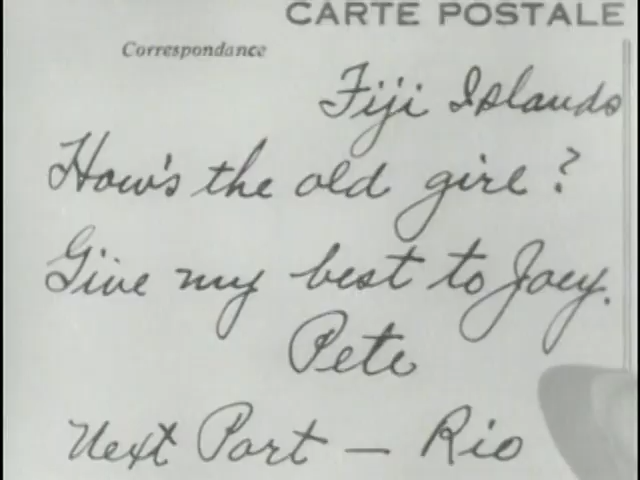 CARTE POSTALE
Correspondance
Fiji Islands
How's the old girl?
Give my best to Joey.
Pete
Next Port — Rio